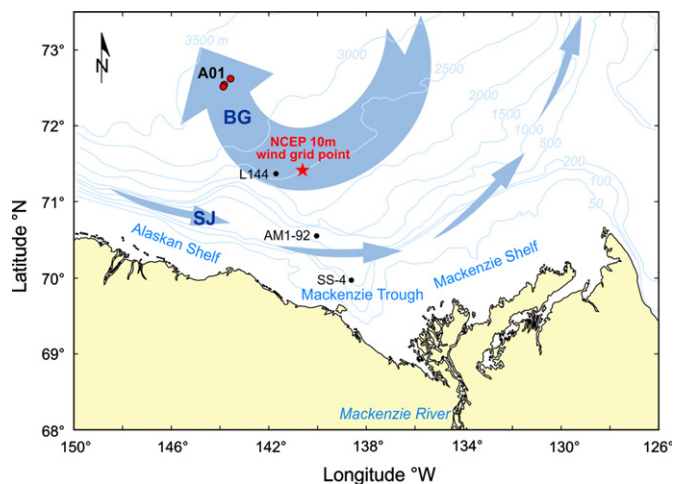 73°
72°
71°
70°
69°
68°
Latitude °N
N
3500 m
3000
2500
2000
1500
1000
500
200
100
50
A01
BG
NCEP 10m
wind grid point
L144
SJ
AM1-92
Alaskan Shelf
Mackenzie Shelf
SS-4
Mackenzie Trough
Mackenzie River
150°
146°
142°
138°
134°
130°
126°
Longitude °W